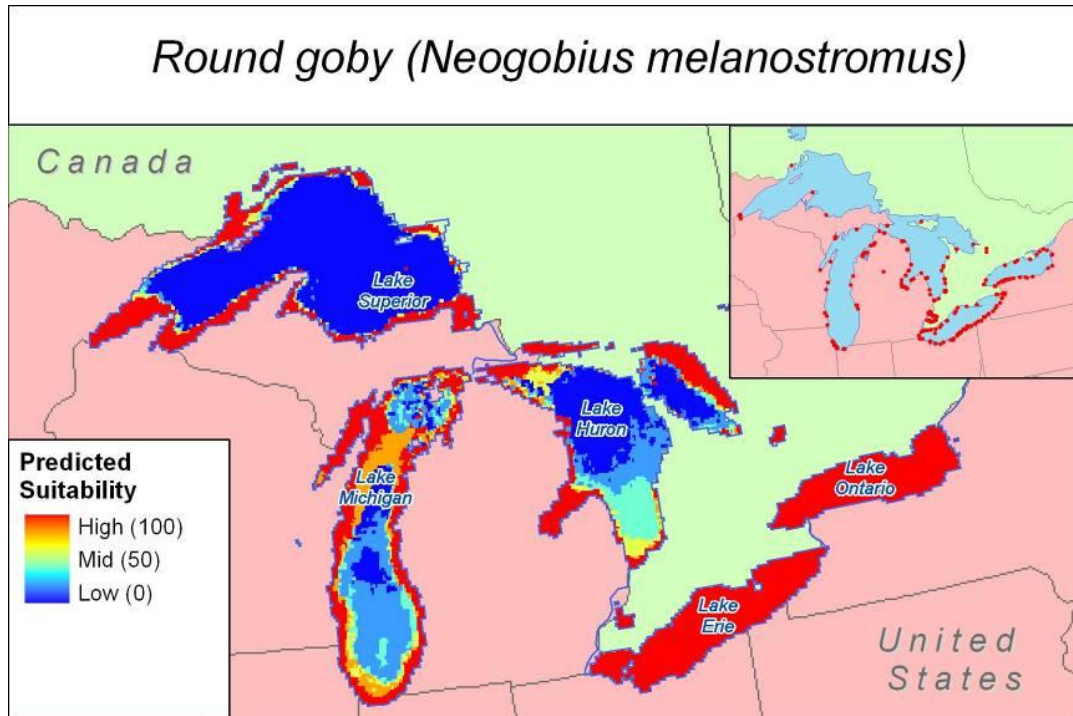 Round goby (Neogobius melanostromus)
Canada
Lake
Superior
Lake
Huron
Lake
Michigan
Lake
Ontario
Lake
Erie
United
States
Predicted
Suitability
High (100)
Mid (50)
Low (0)